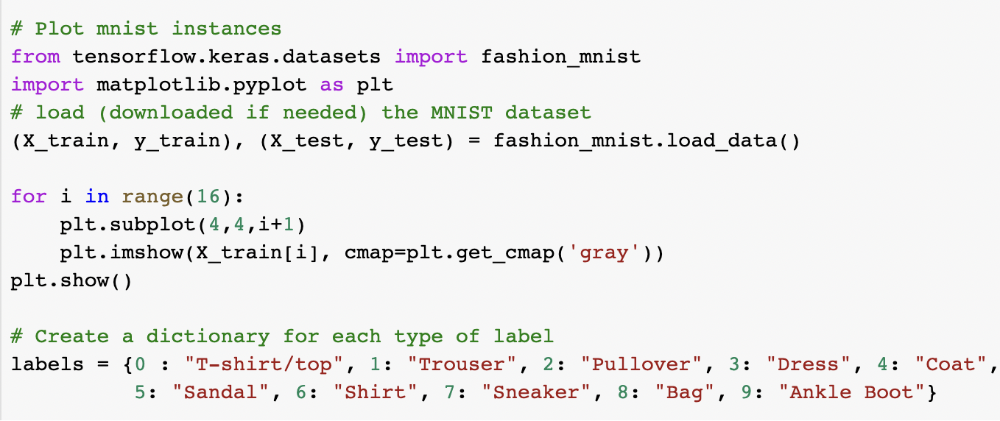 # Plot mnist instances
from tensorflow.keras.datasets import fashion_mnist
import matplotlib.pyplot as plt
# load (downloaded if needed) the MNIST dataset
(X_train, y_train), (X_test, y_test) = fashion_mnist.load_data()

for i in range(16):
    plt.subplot(4,4,i+1)
    plt.imshow(X_train[i], cmap=plt.get_cmap('gray'))
plt.show()

# Create a dictionary for each type of label
labels = {0 : "T-shirt/top", 1: "Trouser", 2: "Pullover", 3: "Dress", 4: "Coat",
          5: "Sandal", 6: "Shirt", 7: "Sneaker", 8: "Bag", 9: "Ankle Boot"}